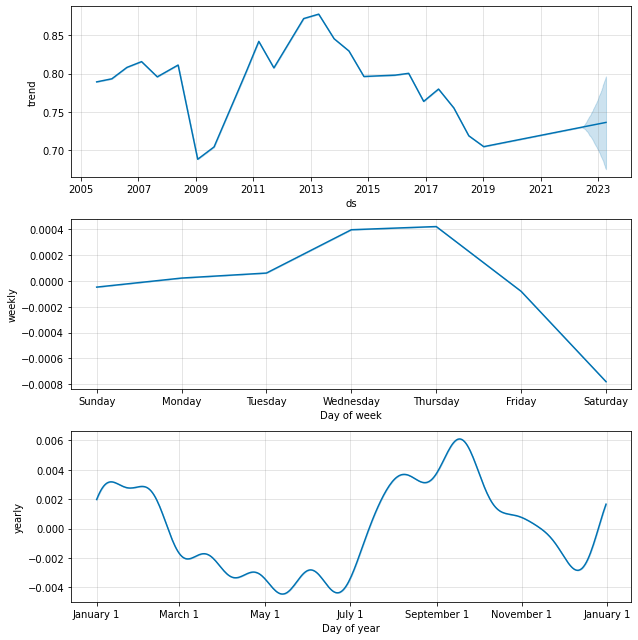 0.85
0.80
0.75
0.70
trend
2005 2007 2009 2011 2013 2015 2017 2019 2021 2023
ds
0.0004
0.0002
0.0000
−0.0002
−0.0004
−0.0006
−0.0008
weekly
Sunday Monday Tuesday Wednesday Thursday Friday Saturday
Day of week
0.006
0.004
0.002
0.000
−0.002
−0.004
yearly
January 1 March 1 May 1 July 1 September 1 November 1 January 1
Day of year